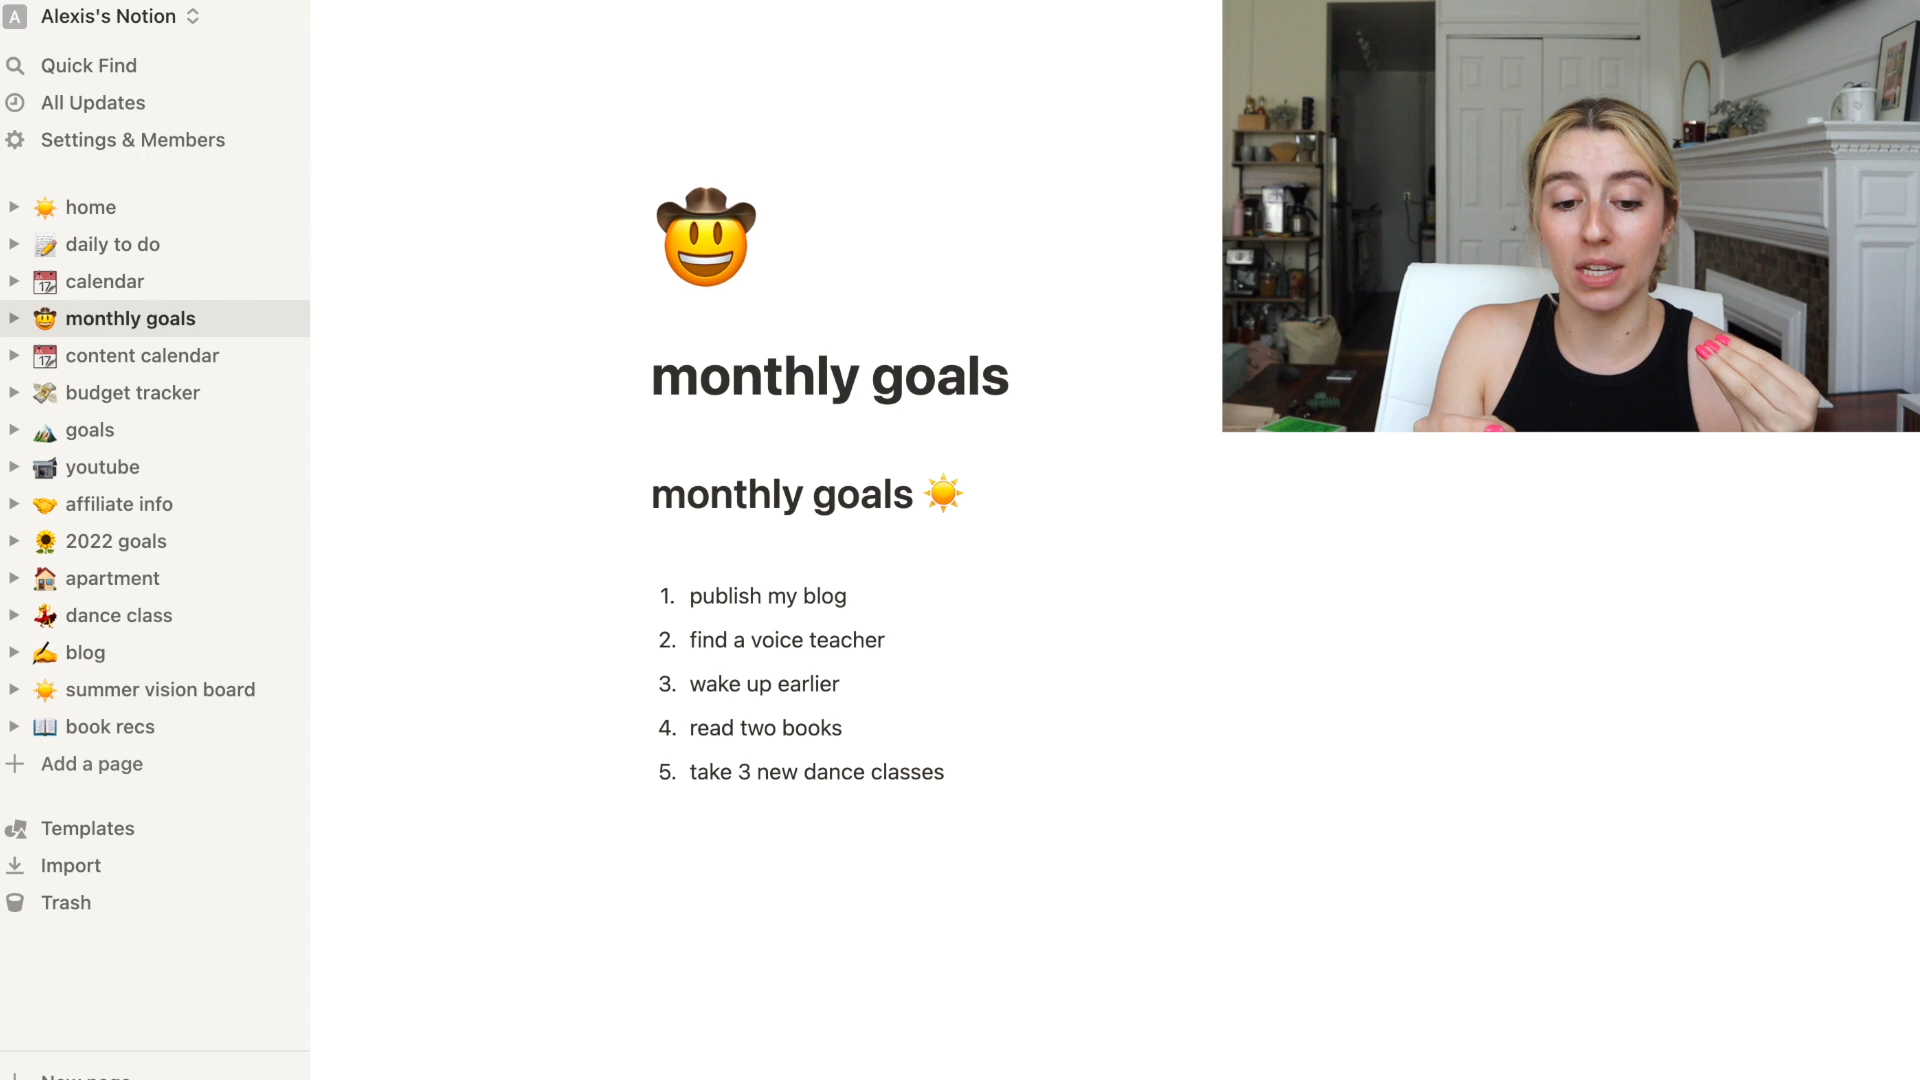 A Alexis's Notion
Quick Find
All Updates
Settings & Members
home
daily to do
calendar
monthly goals
content calendar
budget tracker
goals
youtube
affiliate info
2022 goals
apartment
dance class
blog
summer vision board
book recs
Add a page
Templates
Import
Trash
New page
monthly goals
monthly goals
1. publish my blog
2. find a voice teacher
3. wake up earlier
4. read two books
5. take 3 new dance classes